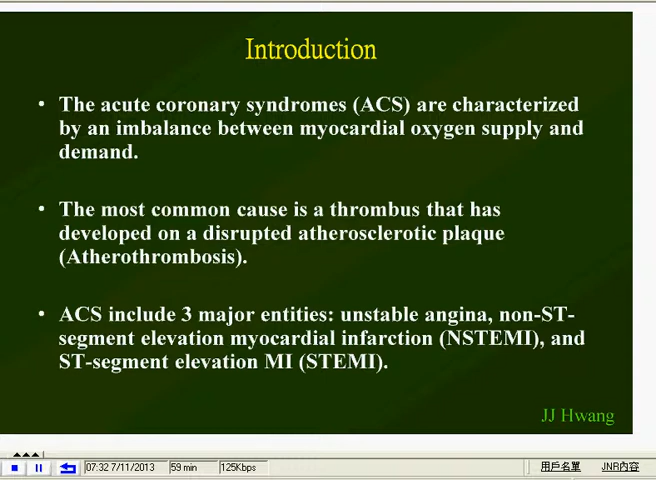 Introduction
• The acute coronary syndromes (ACS) are characterized
by an imbalance between myocardial oxygen supply and
demand.
• The most common cause is a thrombus that has
developed on a disrupted atherosclerotic plaque
(Atherothrombosis).
• ACS include 3 major entities: unstable angina, non-ST-
segment elevation myocardial infarction (NSTEMI), and
ST-segment elevation MI (STEMI).
JJ Hwang
07:32 7/11/2013 59 min 125Kbps 用戶名單 JNR內容